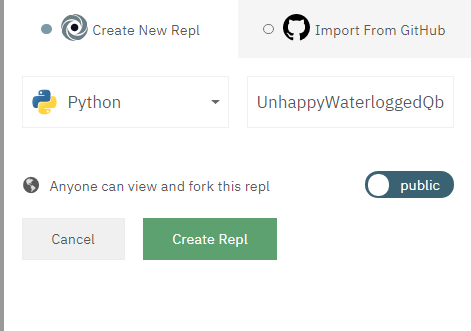 Create New Repl
Import From GitHub
Python
UnhappyWaterloggedQb
Anyone can view and fork this repl
public
Cancel
Create Repl